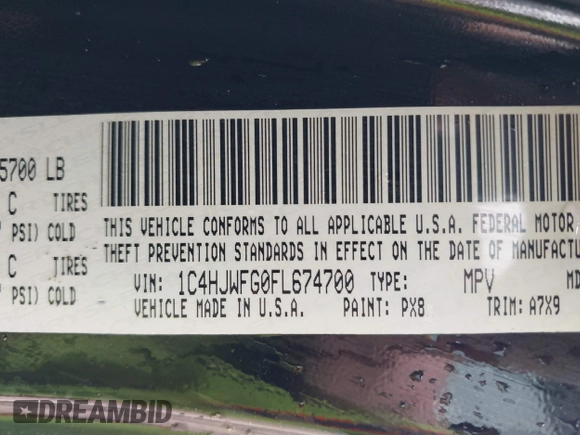 5700 LB
C TIRES
PSI) COLD
C TIRES
PSI) COLD
THIS VEHICLE CONFORMS TO ALL APPLICABLE U.S.A. FEDERAL MOTOR
THEFT PREVENTION STANDARDS IN EFFECT ON THE DATE OF MANUFACTU
VIN: 1C4HJWFG0FL674700 TYPE: MPV MD
VEHICLE MADE IN U.S.A. PAINT: PX8 TRIM: A7X9
DREAMBID